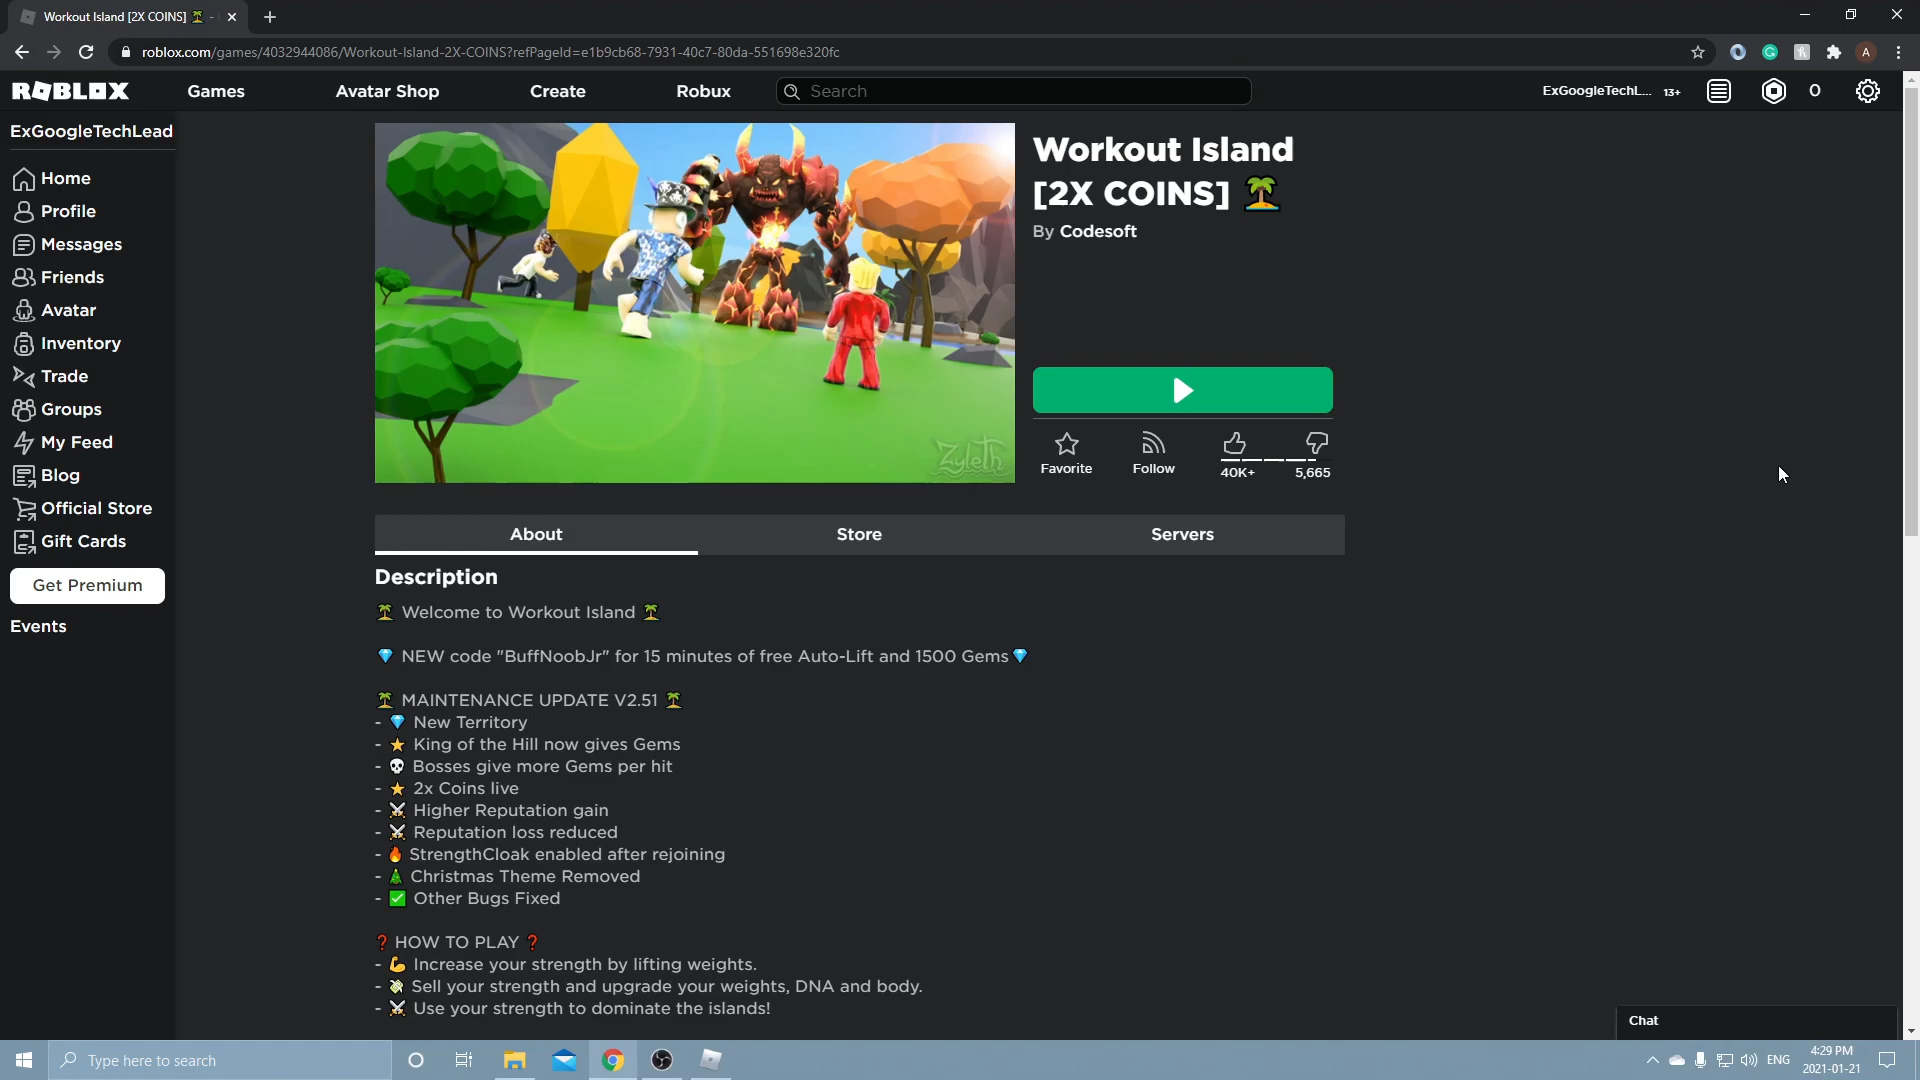 Workout Island [2X COINS] 🏝️ -
roblox.com/games/4032944086/Workout-Island-2X-COINS?refPageId=e1b9cb68-7931-40c7-80da-551698e320fc
A
ROBLOX
Games
Avatar Shop
Create
Robux
Search
ExGoogleTechL... 13+
0
ExGoogleTechLead
Home
Profile
Messages
Friends
Avatar
Inventory
Trade
Groups
My Feed
Blog
Official Store
Gift Cards
Get Premium
Events
Zyleth
Workout Island
[2X COINS] 🏝️
By Codesoft
Favorite
Follow
40K+
5,665
About
Store
Servers
Description
🏝️ Welcome to Workout Island 🏝️
💎 NEW code "BuffNoobJr" for 15 minutes of free Auto-Lift and 1500 Gems💎
🏝️ MAINTENANCE UPDATE V2.51 🏝️
- 💎 New Territory
- ⭐ King of the Hill now gives Gems
- 💀 Bosses give more Gems per hit
- ⭐ 2x Coins live
- ⚔️ Higher Reputation gain
- ⚔️ Reputation loss reduced
- 🔥 StrengthCloak enabled after rejoining
- 🎄 Christmas Theme Removed
- ✅ Other Bugs Fixed
❓ HOW TO PLAY ❓
- 💪 Increase your strength by lifting weights.
- 💸 Sell your strength and upgrade your weights, DNA and body.
- ⚔️ Use your strength to dominate the islands!
Chat
Type here to search
ENG
4:29 PM
2021-01-21